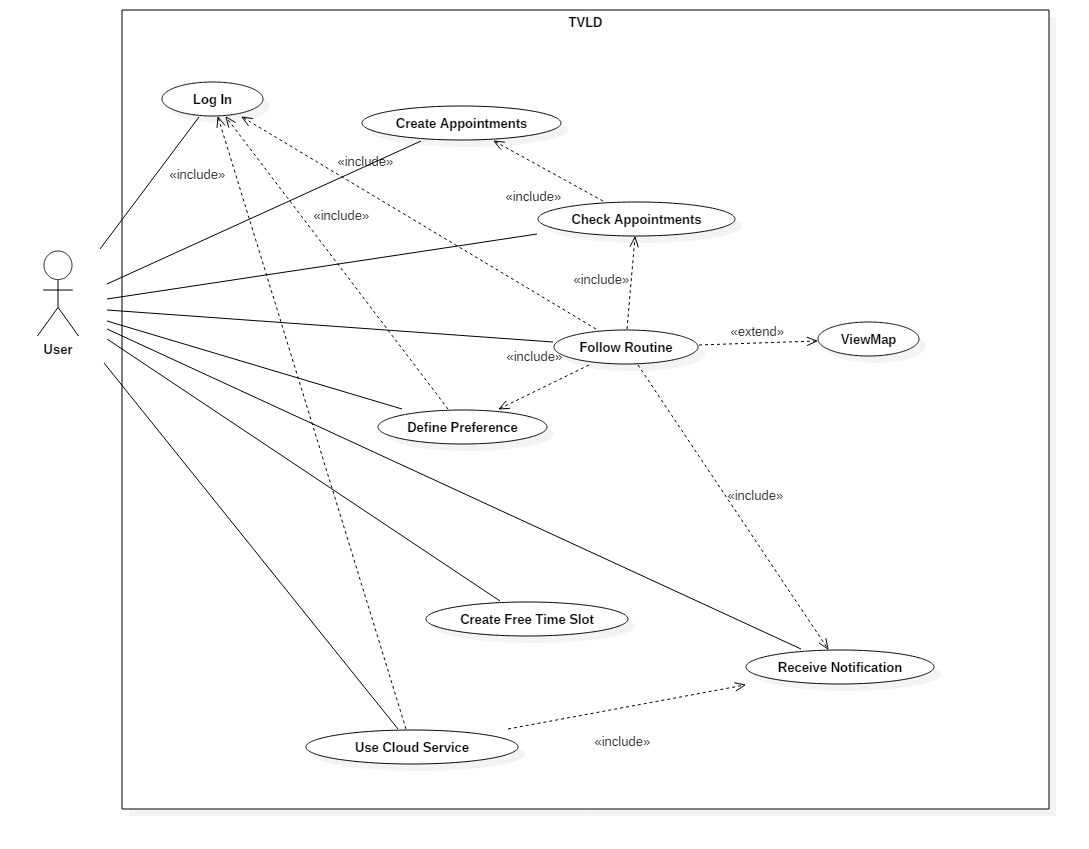 TVLD
Log In
Create Appointments
«include»
«include»
«include»
«include»
Check Appointments
«include»
«extend»
ViewMap
Follow Routine
User
«include»
Define Preference
«include»
Create Free Time Slot
Receive Notification
«include»
Use Cloud Service